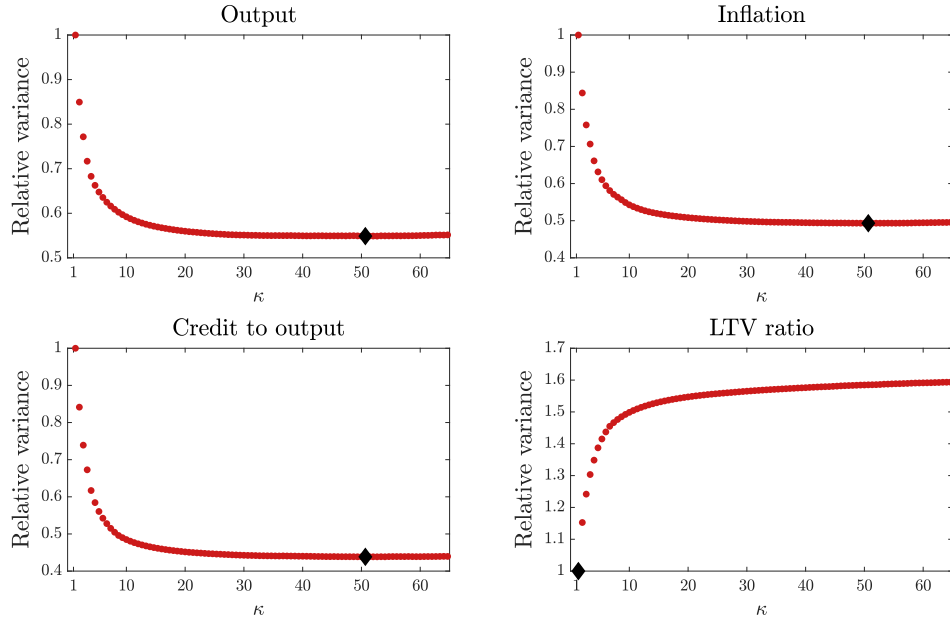 Output
Relative variance
1
0.9
0.8
0.7
0.6
0.5
1 10 20 30 40 50 60
κ
Inflation
Relative variance
1
0.9
0.8
0.7
0.6
0.5
0.4
1 10 20 30 40 50 60
κ
Credit to output
Relative variance
1
0.9
0.8
0.7
0.6
0.5
0.4
1 10 20 30 40 50 60
κ
LTV ratio
Relative variance
1.7
1.6
1.5
1.4
1.3
1.2
1.1
1
1 10 20 30 40 50 60
κ